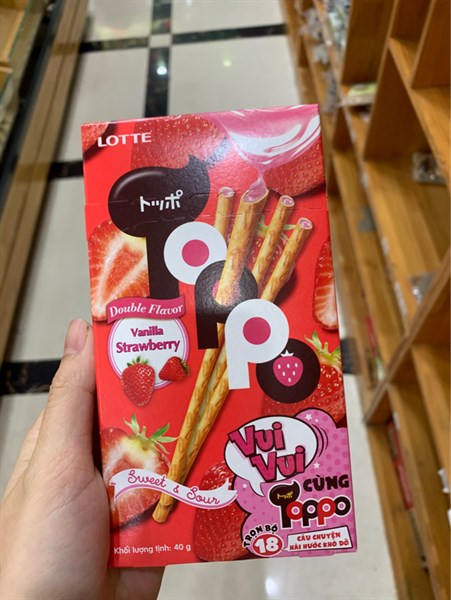 LOTTE
トッポ
Toppo
Double Flavor
Vanilla
Strawberry
Sweet & Sour
Vui
Vui
CÙNG
Toppo
TRỌN BỘ
18
CÂU CHUYỆN
HÀI HƯỚC KHÓ ĐỠ
Khối lượng tịnh: 40 g